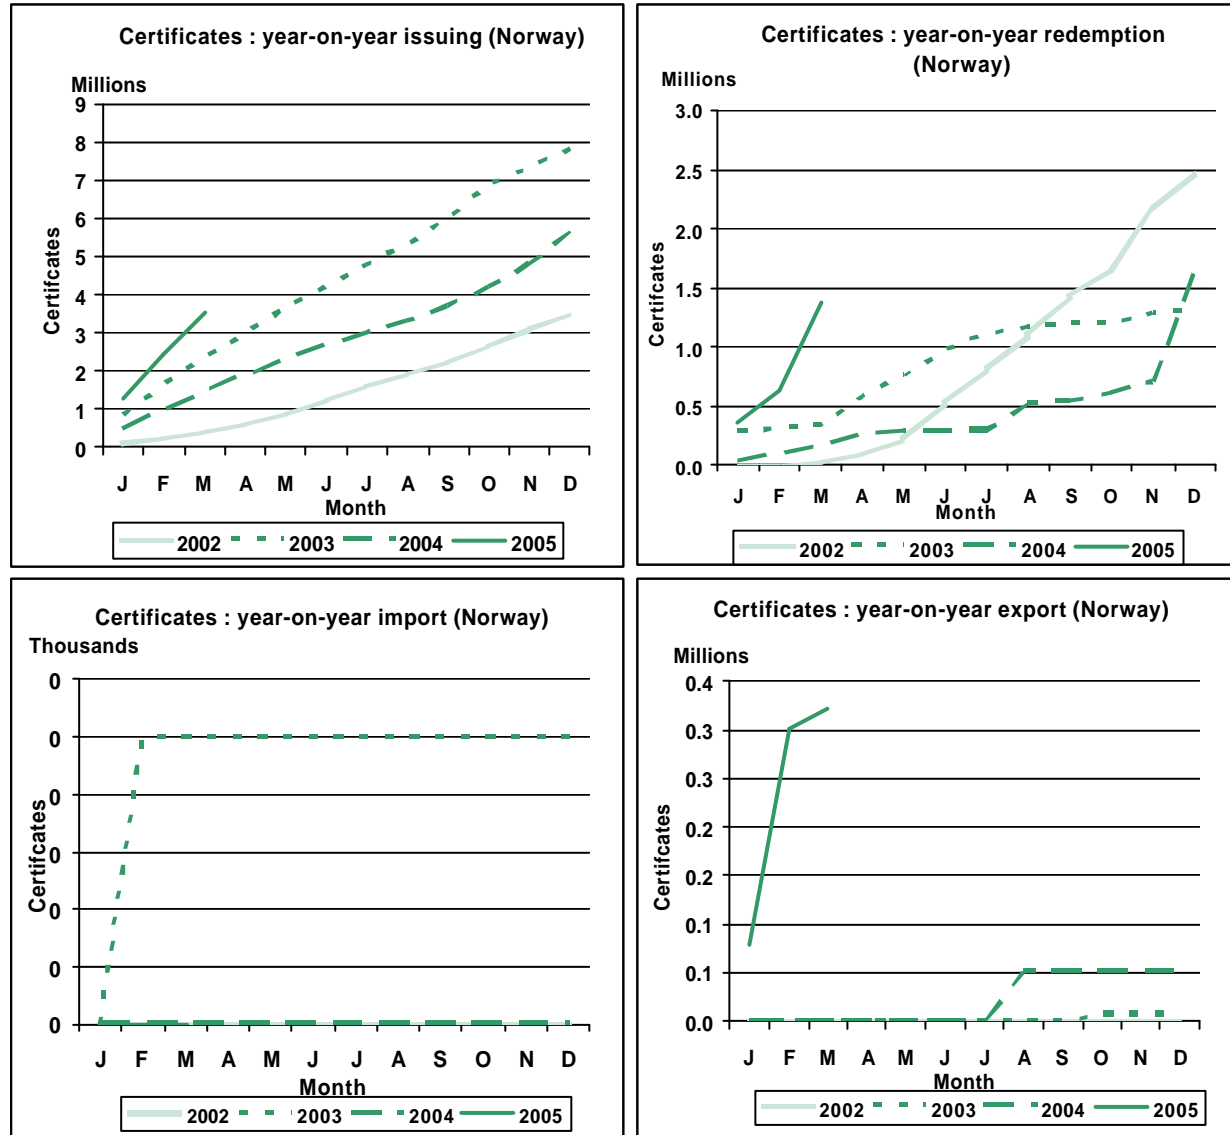 Certificates : year-on-year issuing (Norway)
Millions
9
8
7
6
5
4
3
2
1
0
Certifcates
J F M A M J J A S O N D
Month
2002 2003 2004 2005
Certificates : year-on-year redemption
(Norway)
Millions
3.0
2.5
2.0
1.5
1.0
0.5
0.0
Certifcates
J F M A M J J A S O N D
Month
2002 2003 2004 2005
Certificates : year-on-year import (Norway)
Thousands
0
0
0
0
0
0
0
Certifcates
J F M A M J J A S O N D
Month
2002 2003 2004 2005
Certificates : year-on-year export (Norway)
Millions
0.4
0.3
0.3
0.2
0.2
0.1
0.1
0.0
Certifcates
J F M A M J J A S O N D
Month
2002 2003 2004 2005